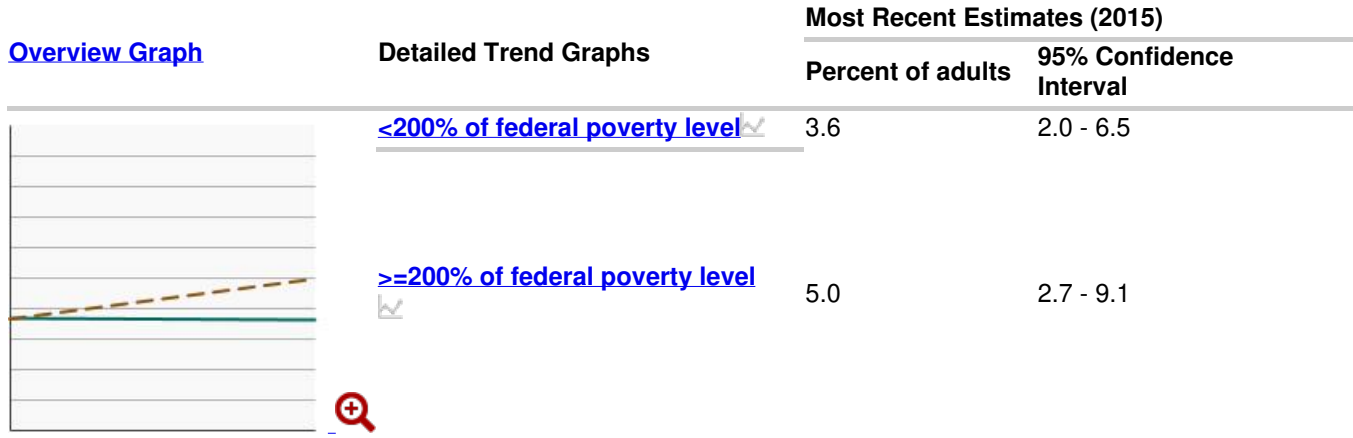 Most Recent Estimates (2015)
Overview Graph
Detailed Trend Graphs
Percent of adults
95% Confidence
Interval
<200% of federal poverty level
3.6
2.0 - 6.5
>=200% of federal poverty level
5.0
2.7 - 9.1